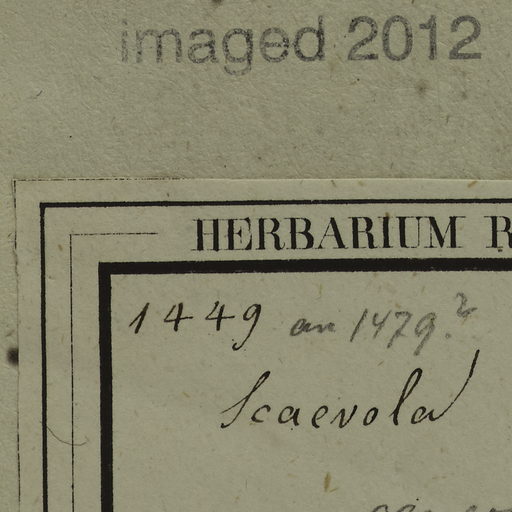 imaged 2012
HERBARIUM R
1449 an 1479?
Scaevola